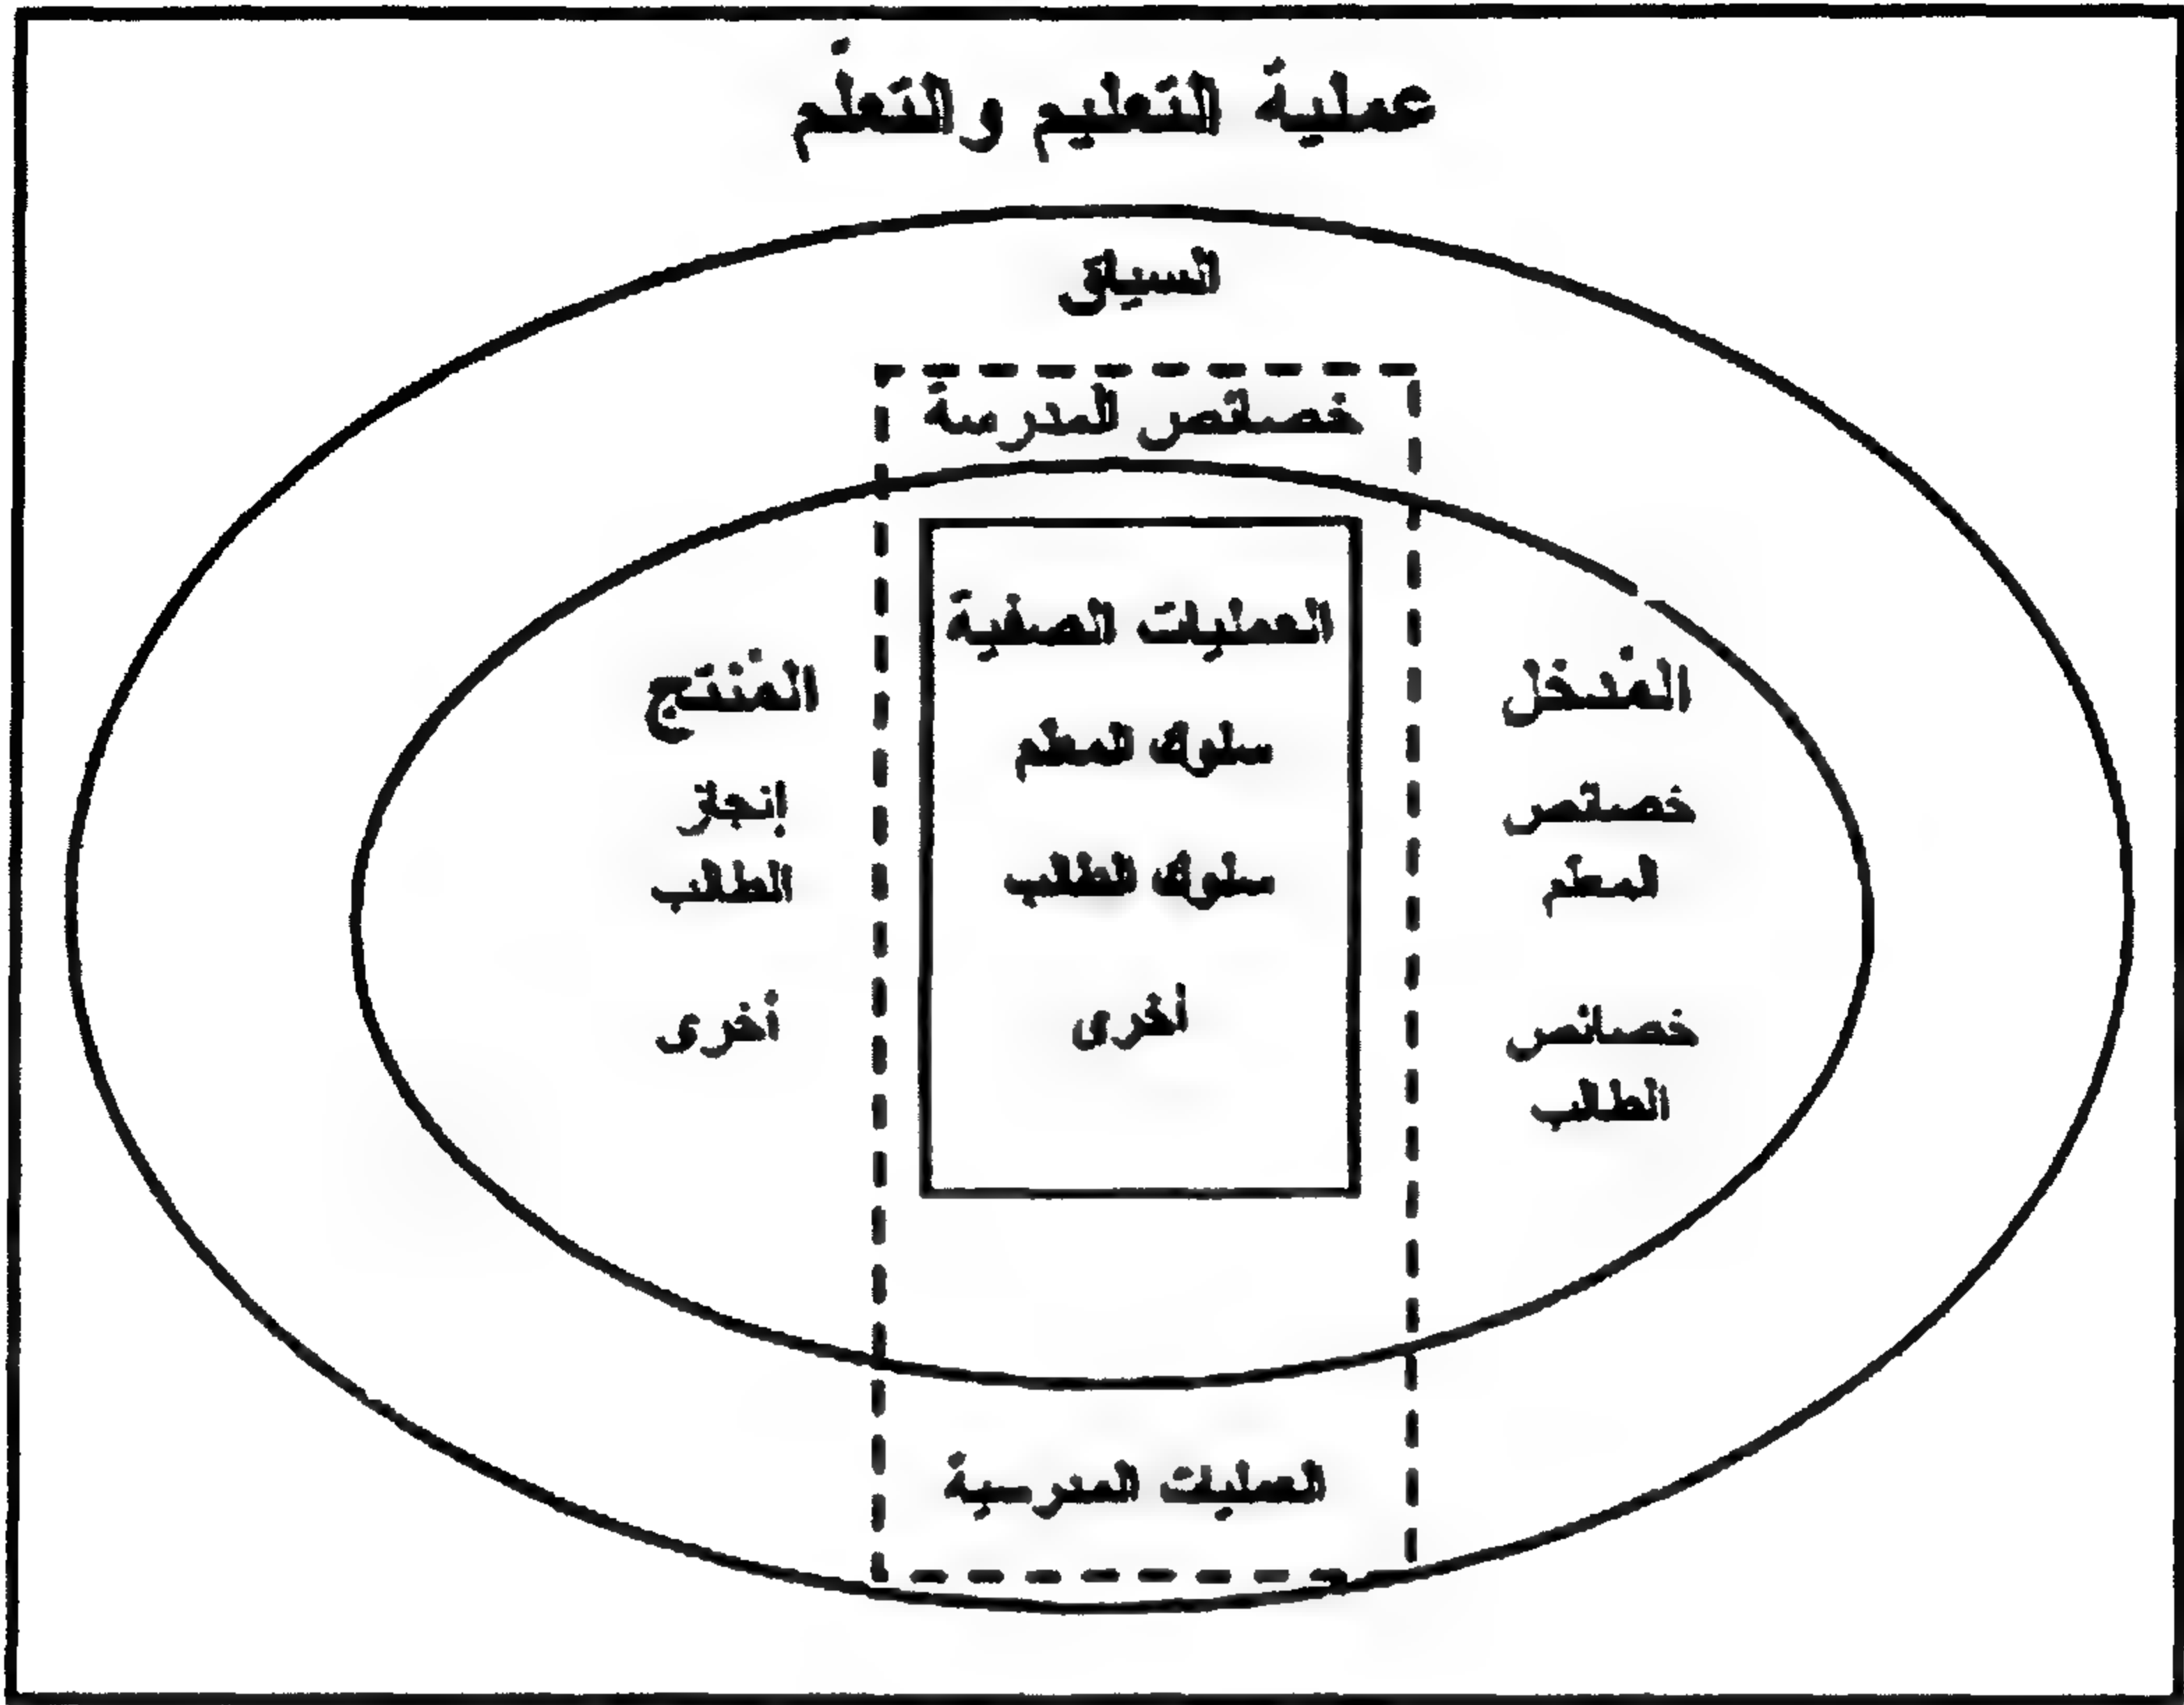 عملية التعليم والتعلم
السياق
خصائص المدرسة
العمليات الصفية
سلوك المعلم
سلوك الطالب
أخرى
المدخل
خصائص
المعلم
خصائص
الطالب
المنتج
إنجاز
الطالب
أخرى
العمليات المدرسية